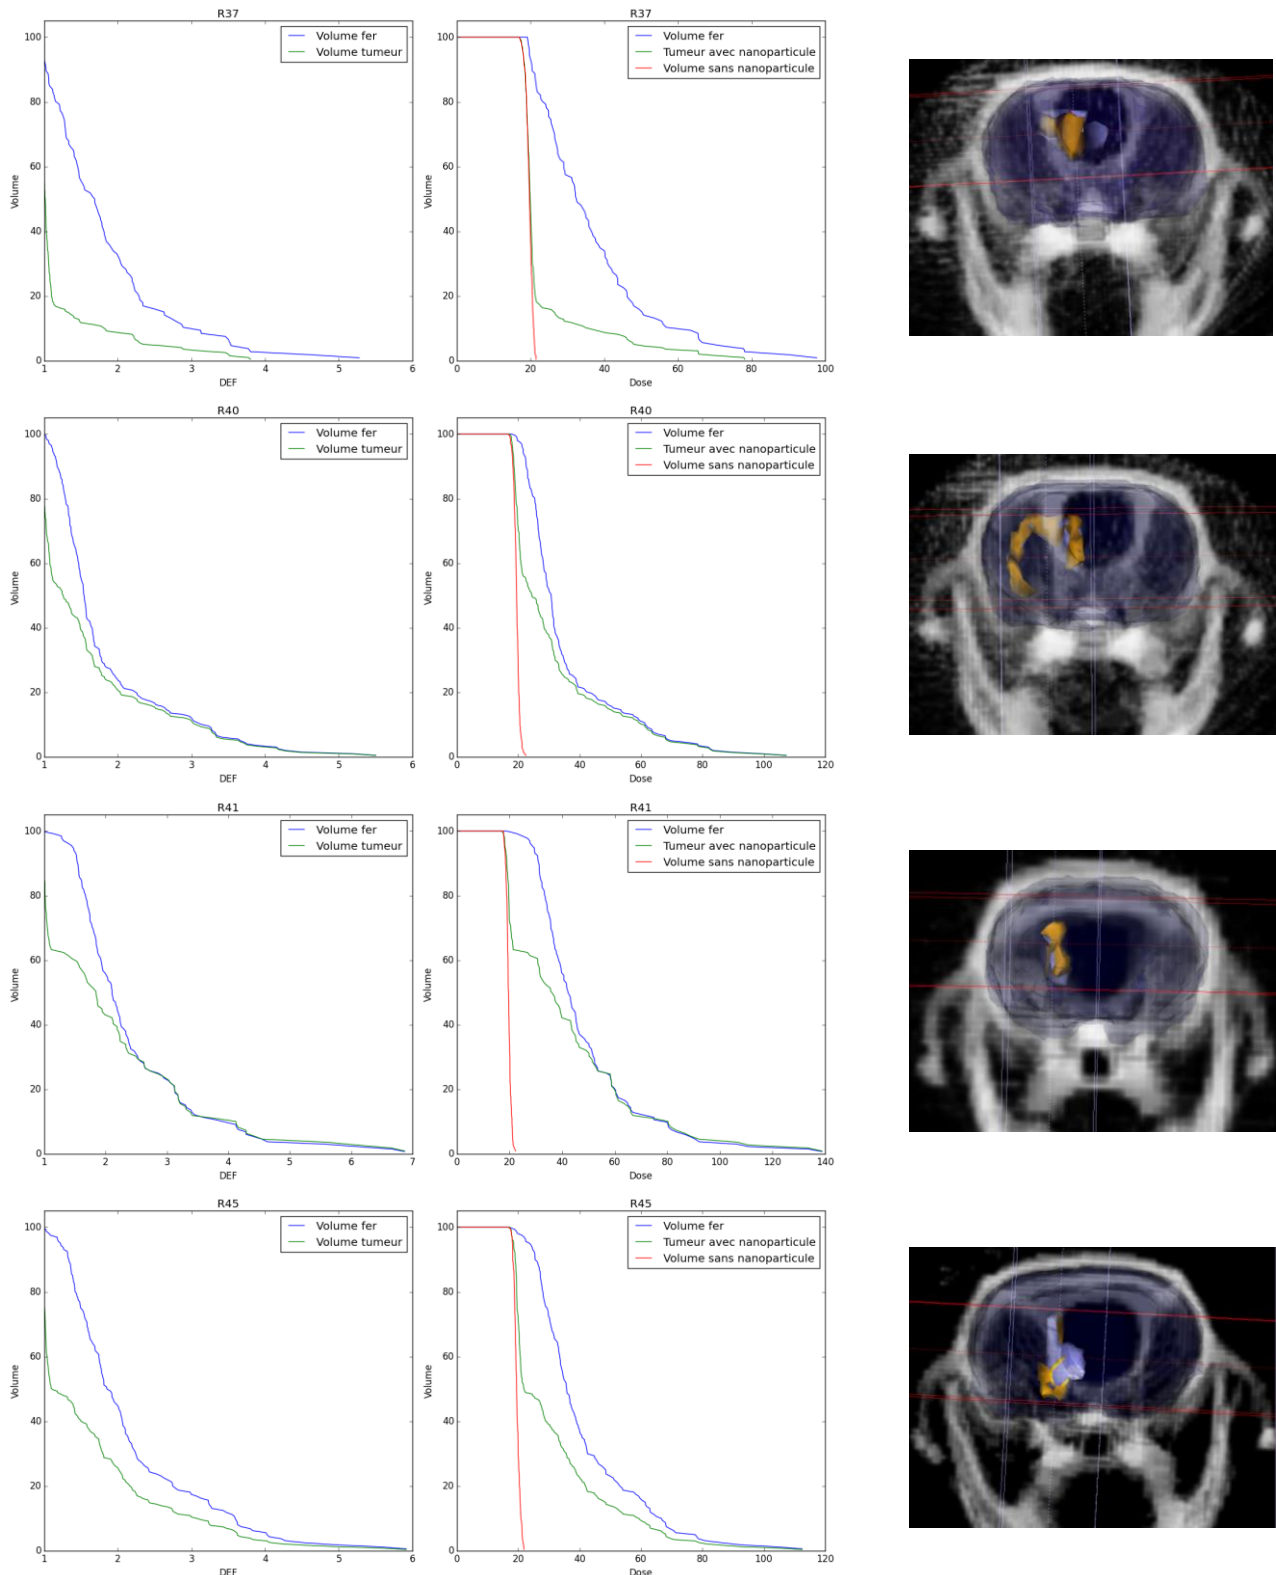 R37
Volume fer
Volume tumeur
Volume
100
80
60
40
20
0
1 2 3 4 5 6
DEF
R37
Volume fer
Tumeur avec nanoparticule
Volume sans nanoparticule
Volume
100
80
60
40
20
0
0 20 40 60 80 100
Dose
R40
Volume fer
Volume tumeur
Volume
100
80
60
40
20
0
1 2 3 4 5 6
DEF
R40
Volume fer
Tumeur avec nanoparticule
Volume sans nanoparticule
Volume
100
80
60
40
20
0
0 20 40 60 80 100 120
Dose
R41
Volume fer
Volume tumeur
Volume
100
80
60
40
20
0
1 2 3 4 5 6 7
DEF
R41
Volume fer
Tumeur avec nanoparticule
Volume sans nanoparticule
Volume
100
80
60
40
20
0
0 20 40 60 80 100 120 140
Dose
R45
Volume fer
Volume tumeur
Volume
100
80
60
40
20
0
1 2 3 4 5 6
DEF
R45
Volume fer
Tumeur avec nanoparticule
Volume sans nanoparticule
Volume
100
80
60
40
20
0
0 20 40 60 80 100 120
Dose